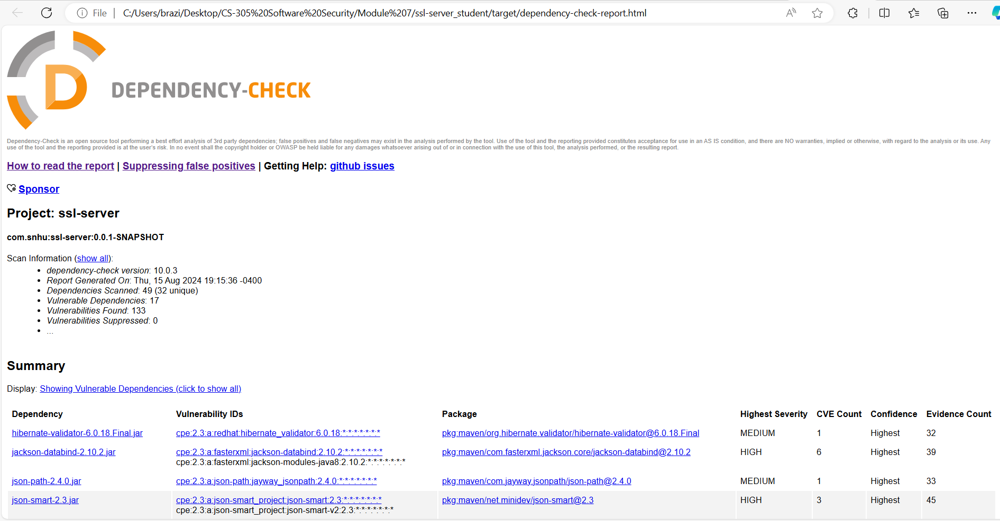 File | C:/Users/brazi/Desktop/CS-305%20Software%20Security/Module%207/ssl-server_student/target/dependency-check-report.html
D
DEPENDENCY-CHECK
Dependency-Check is an open source tool performing a best effort analysis of 3rd party dependencies; false positives and false negatives may exist in the analysis performed by the tool. Use of the tool and the reporting provided constitutes acceptance for use in an AS IS condition, and there are NO warranties, implied or otherwise, with regard to the analysis or its use. Any
use of the tool and the reporting provided is at the user's risk. In no event shall the copyright holder or OWASP be held liable for any damages whatsoever arising out of or in connection with the use of this tool, the analysis performed, or the resulting report.
How to read the report | Suppressing false positives | Getting Help: github issues
Sponsor
Project: ssl-server
com.snhu:ssl-server:0.0.1-SNAPSHOT
Scan Information (show all):
• dependency-check version: 10.0.3
• Report Generated On: Thu, 15 Aug 2024 19:15:36 -0400
• Dependencies Scanned: 49 (32 unique)
• Vulnerable Dependencies: 17
• Vulnerabilities Found: 133
• Vulnerabilities Suppressed: 0
• ...
Summary
Display: Showing Vulnerable Dependencies (click to show all)
Dependency Vulnerability IDs Package Highest Severity CVE Count Confidence Evidence Count
hibernate-validator-6.0.18.Final.jar cpe:2.3:a:redhat:hibernate_validator:6.0.18:*:*:*:*:*:*:* pkg:maven/org.hibernate.validator/hibernate-validator@6.0.18.Final MEDIUM 1 Highest 32
jackson-databind-2.10.2.jar cpe:2.3:a:fasterxml:jackson-databind:2.10.2:*:*:*:*:*:*:* pkg:maven/com.fasterxml.jackson.core/jackson-databind@2.10.2 HIGH 6 Highest 39
cpe:2.3:a:fasterxml:jackson-modules-java8:2.10.2:*:*:*:*:*:*:*
json-path-2.4.0.jar cpe:2.3:a:json-path:jayway_jsonpath:2.4.0:*:*:*:*:*:*:* pkg:maven/com.jayway.jsonpath/json-path@2.4.0 MEDIUM 1 Highest 33
json-smart-2.3.jar cpe:2.3:a:json-smart_project:json-smart:2.3:*:*:*:*:*:*:* pkg:maven/net.minidev/json-smart@2.3 HIGH 3 Highest 45
cpe:2.3:a:json-smart_project:json-smart-v2:2.3:*:*:*:*:*:*:*